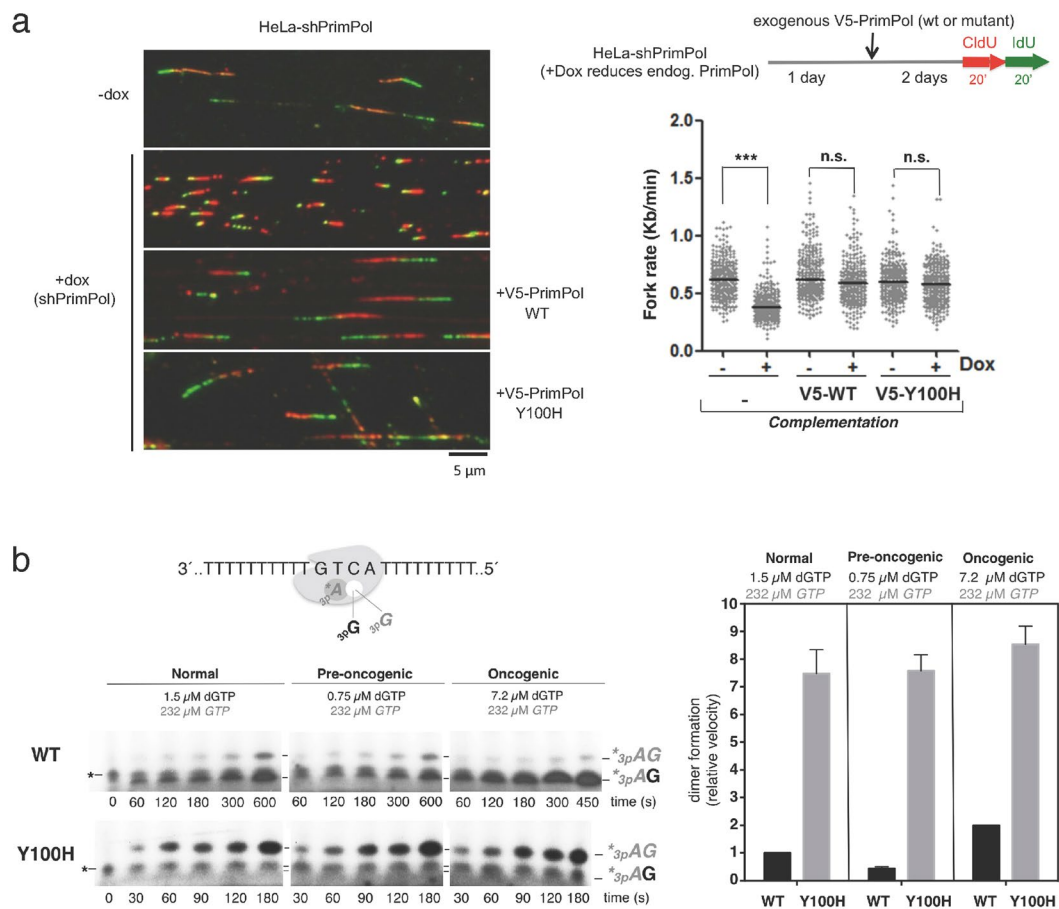 a
HeLa-shPrimPol
-dox
+dox
(shPrimPol)
+V5-PrimPol
WT
+V5-PrimPol
Y100H
5 µm
exogenous V5-PrimPol (wt or mutant)
HeLa-shPrimPol
(+Dox reduces endog. PrimPol)
CldU IdU
1 day 2 days 20' 20'
Fork rate (Kb/min)
2.0
1.5
1.0
0.5
0.0
*** n.s. n.s.
- + - + - + Dox
- V5-WT V5-Y100H
Complementation
b
3´..TTTTTTTTTT G T C A TTTTTTTTT..5´
*
3pA
3pG 3pG
Normal Pre-oncogenic Oncogenic
1.5 µM dGTP 0.75 µM dGTP 7.2 µM dGTP
232 µM GTP 232 µM GTP 232 µM GTP
WT
*
*3pAG
*3pAG
0 60 120 180 300 600 60 120 180 300 600 60 120 180 300 450 time (s)
Y100H
*
*3pAG
*3pAG
0 30 60 90 120 180 30 60 90 120 180 30 60 90 120 180 time (s)
Normal Pre-oncogenic Oncogenic
1.5 µM dGTP 0.75 µM dGTP 7.2 µM dGTP
232 µM GTP 232 µM GTP 232 µM GTP
dimer formation
(relative velocity)
10
9
8
7
6
5
4
3
2
1
0
WT Y100H WT Y100H WT Y100H